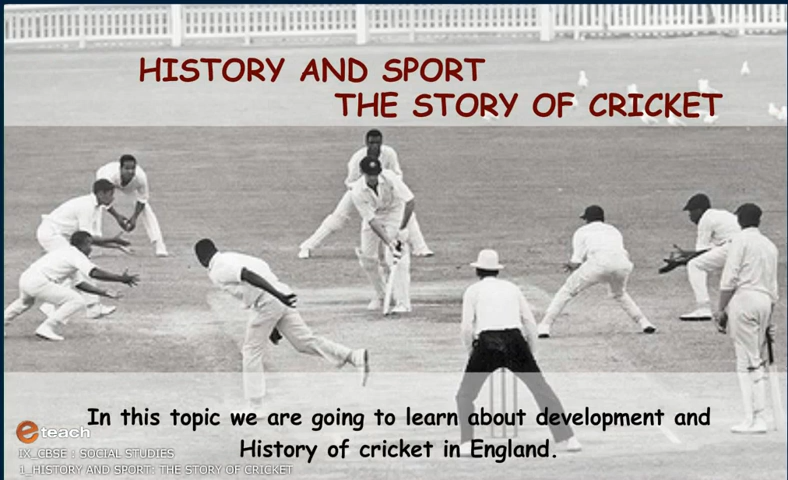 HISTORY AND SPORT
THE STORY OF CRICKET
In this topic we are going to learn about development and
History of cricket in England.
eteach
IX_CBSE : SOCIAL STUDIES
1_HISTORY AND SPORT: THE STORY OF CRICKET